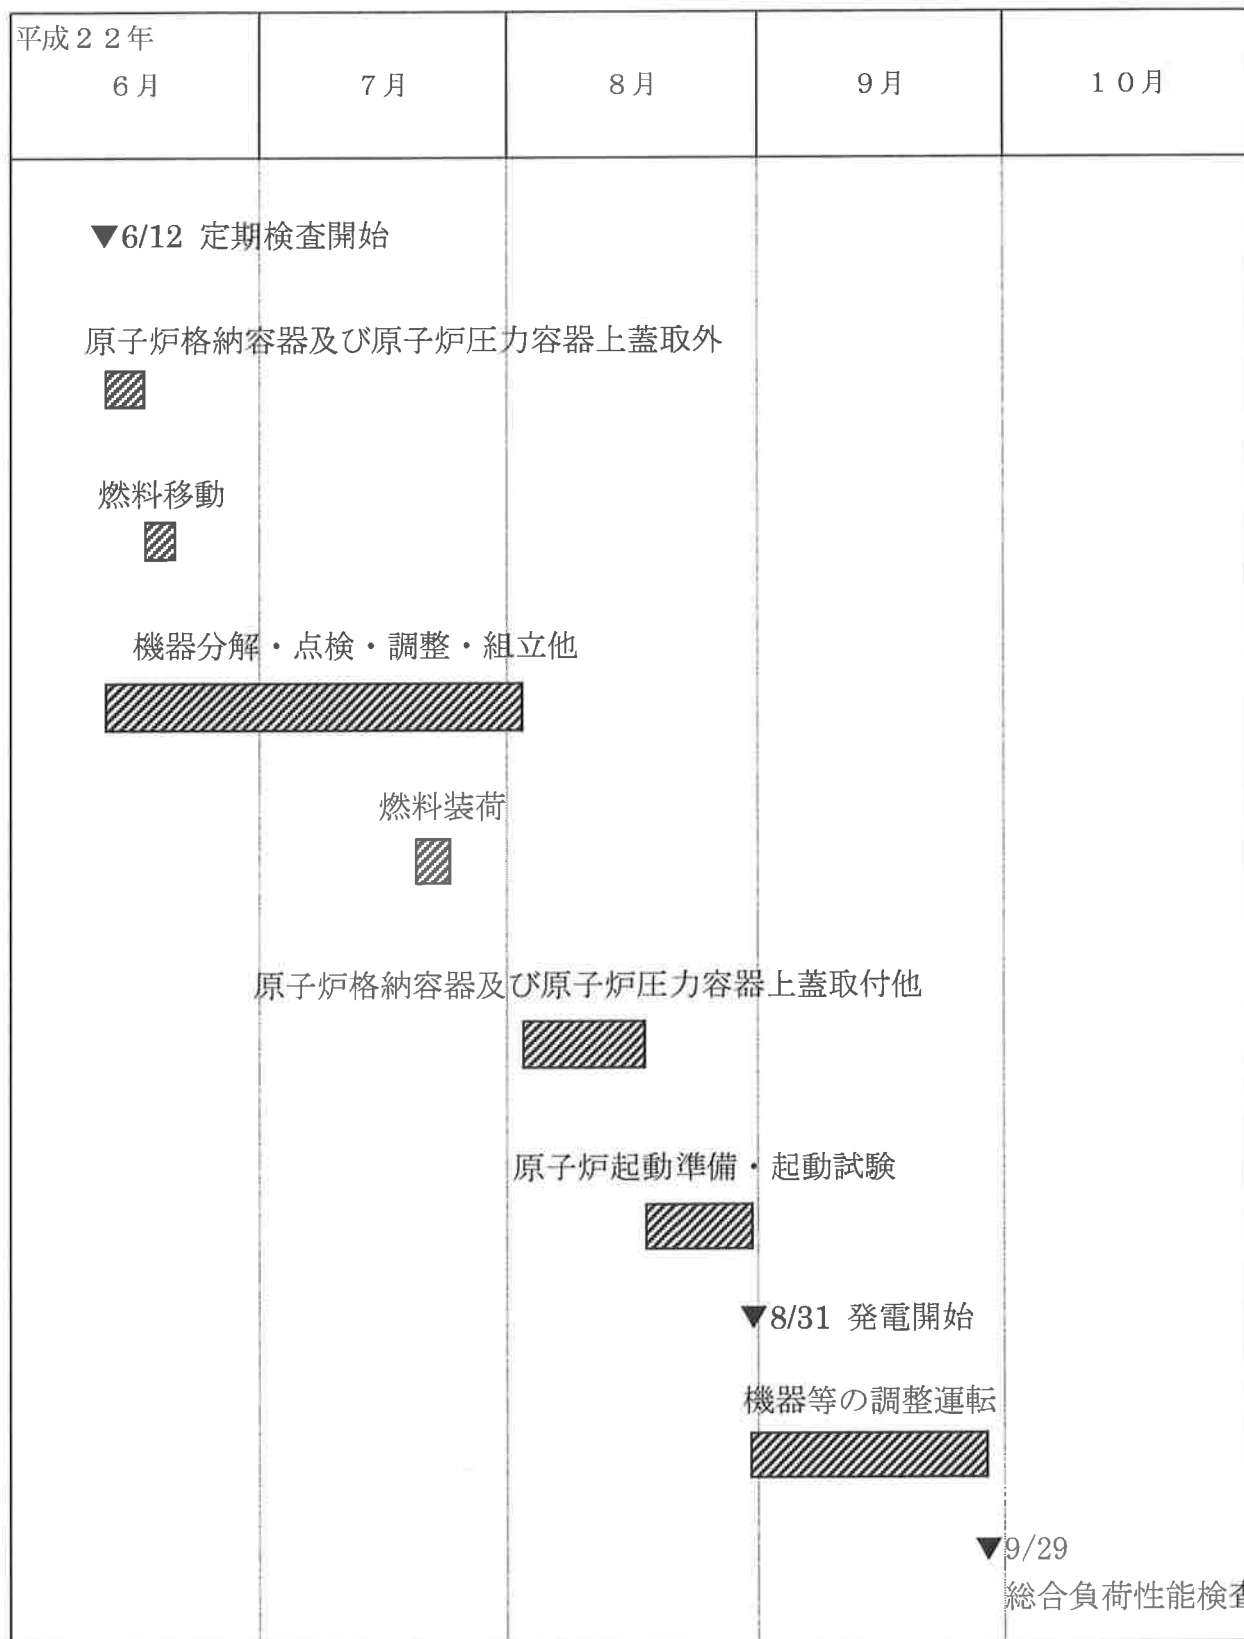 平成２２年
６月
７月
８月
９月
１０月
▼6/12 定期検査開始
原子炉格納容器及び原子炉圧力容器上蓋取外
燃料移動
機器分解・点検・調整・組立他
燃料装荷
原子炉格納容器及び原子炉圧力容器上蓋取付他
原子炉起動準備・起動試験
▼8/31 発電開始
機器等の調整運転
▼9/29
総合負荷性能検査